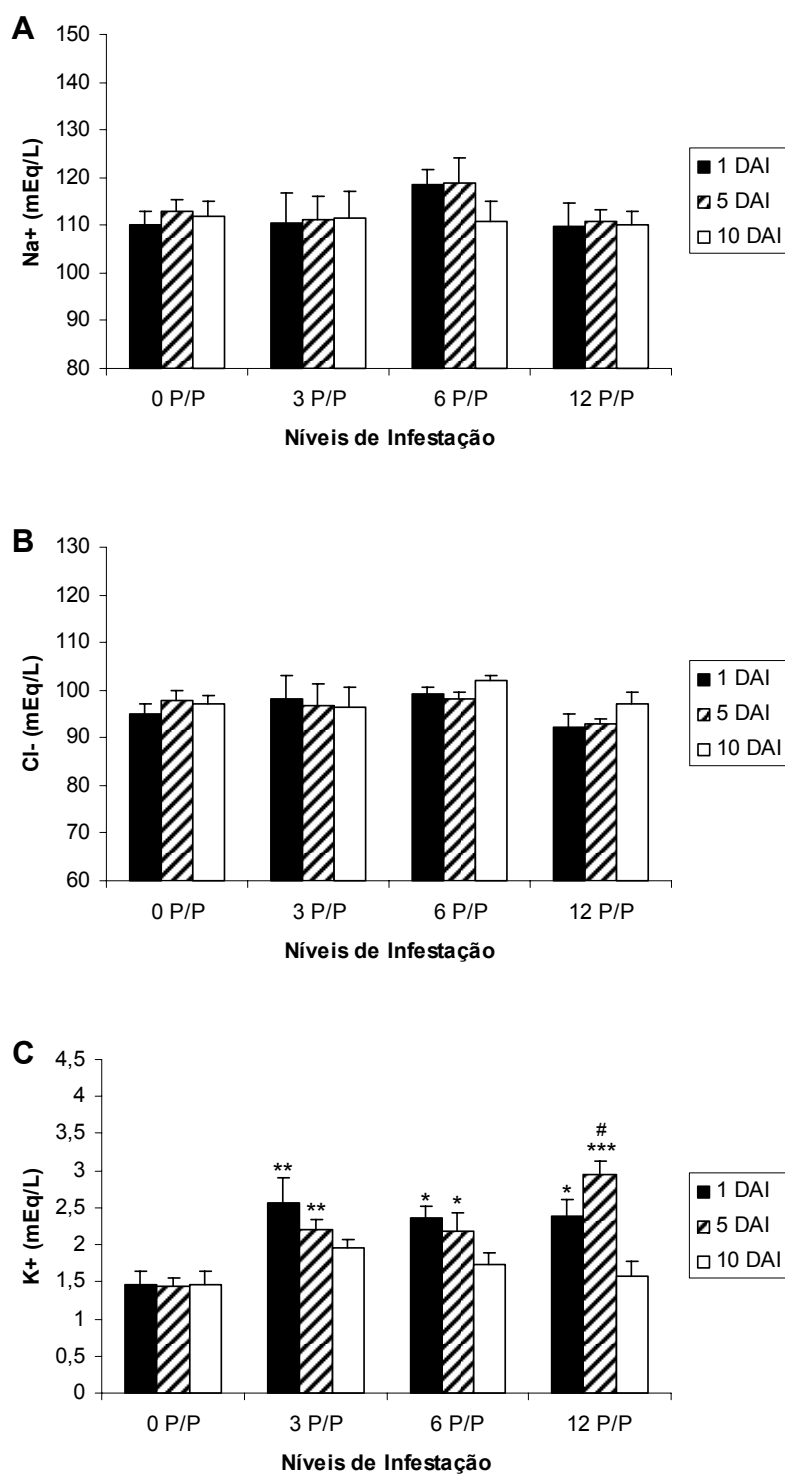 A
150
140
130
120
110
100
90
80
Na+ (mEq/L)
0 P/P 3 P/P 6 P/P 12 P/P
Níveis de Infestação
1 DAI
5 DAI
10 DAI
B
130
120
110
100
90
80
70
60
Cl- (mEq/L)
0 P/P 3 P/P 6 P/P 12 P/P
Níveis de Infestação
1 DAI
5 DAI
10 DAI
C
4,5
4
3,5
3
2,5
2
1,5
1
0,5
0
K+ (mEq/L)
#
** ** * * * ***
0 P/P 3 P/P 6 P/P 12 P/P
Níveis de Infestação
1 DAI
5 DAI
10 DAI